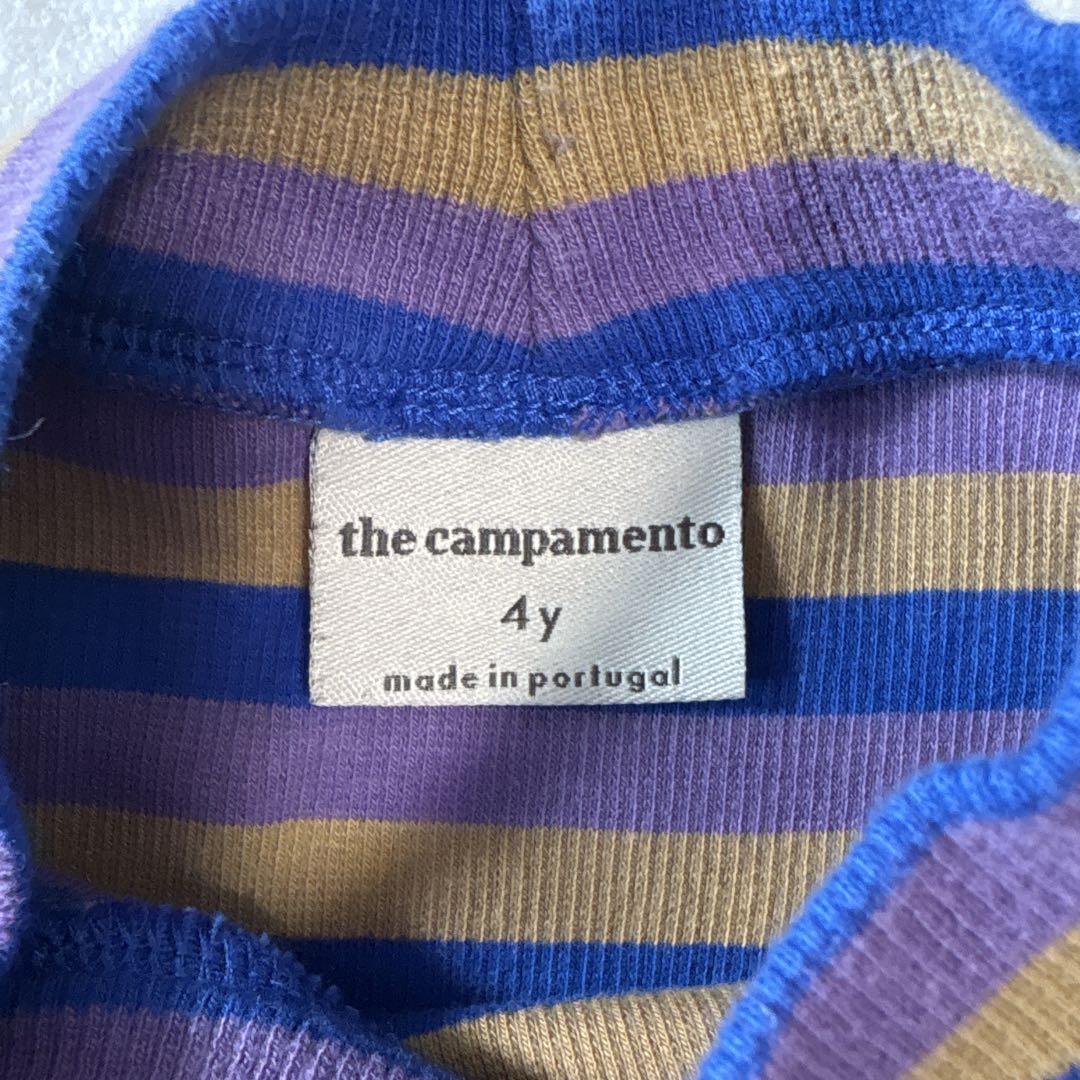 the campamento
4y
made in portugal